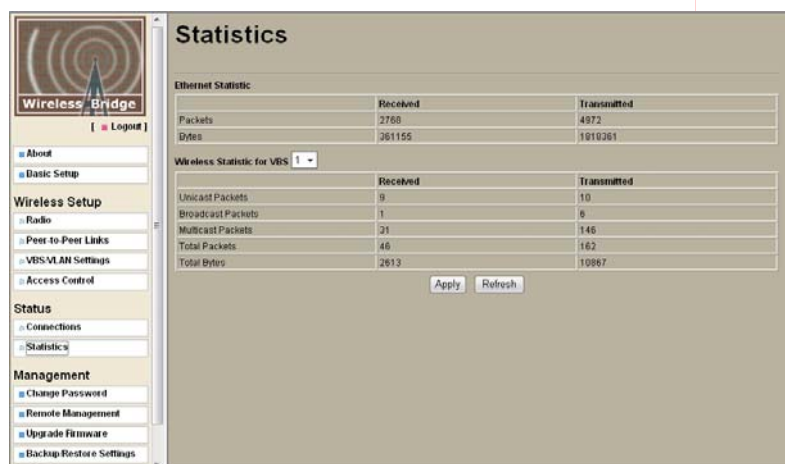 Wireless Bridge
[ Logout ]
About
Basic Setup
Wireless Setup
Radio
Peer-to-Peer Links
VBS/VLAN Settings
Access Control
Status
Connections
Statistics
Management
Change Password
Remote Management
Upgrade Firmware
Backup/Restore Settings
Statistics
Ethernet Statistic
Received Transmitted
Packets 2768 4972
Bytes 361155 1818361
Wireless Statistic for VBS 1
Received Transmitted
Unicast Packets 9 10
Broadcast Packets 1 6
Multicast Packets 31 146
Total Packets 46 162
Total Bytes 2613 10867
Apply Refresh